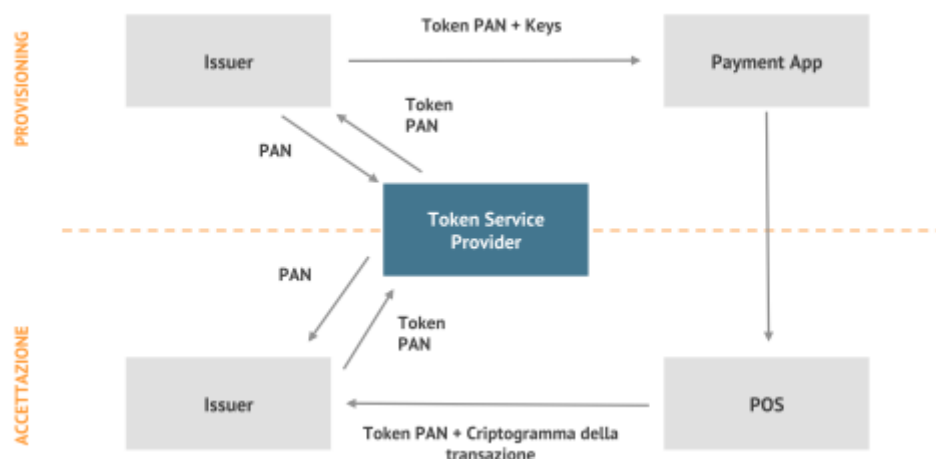 PROVISIONING
Token PAN + Keys
Issuer
Payment App
Token
PAN
PAN
Token Service
Provider
ACCETTAZIONE
PAN
Token
PAN
Issuer
POS
Token PAN + Criptogramma della
transazione